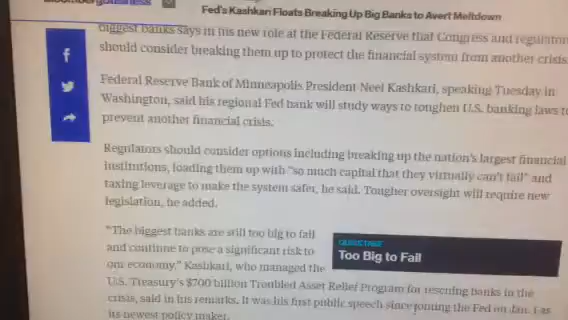 Business
Fed's Kashkari Floats Breaking Up Big Banks to Avert Meltdown
biggest banks says in his new role at the Federal Reserve that Congress and regulators
should consider breaking them up to protect the financial system from another crisis.
Federal Reserve Bank of Minneapolis President Neel Kashkari, speaking Tuesday in
Washington, said his regional Fed bank will study ways to toughen U.S. banking laws to
prevent another financial crisis.
Regulators should consider options including breaking up the nation's largest financial
institutions, loading them up with "so much capital that they virtually can't fail" and
taxing leverage to make the system safer, he said. Tougher oversight will require new
legislation, he added.
"The biggest banks are still too big to fail
and continue to pose a significant risk to
our economy," Kashkari, who managed the
QUICKTAKE
Too Big to Fail
U.S. Treasury's $700 billion Troubled Asset Relief Program for rescuing banks in the
crisis, said in his remarks. It was his first public speech since joining the Fed on Jan. 1 as
its newest policy maker.